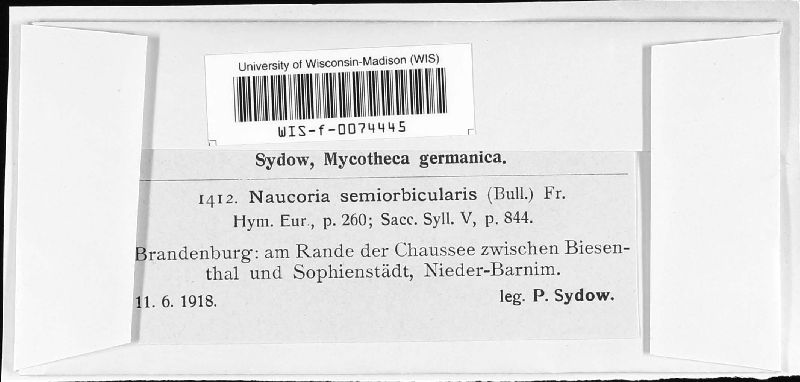 University of Wisconsin-Madison (WIS)
WIS-f-0074445
Sydow, Mycotheca germanica.
1412. Naucoria semiorbicularis (Bull.) Fr.
Hym. Eur., p. 260; Sacc. Syll. V, p. 844.
Brandenburg: am Rande der Chaussee zwischen Biesen-
thal und Sophienstädt, Nieder-Barnim.
11. 6. 1918. leg. P. Sydow.